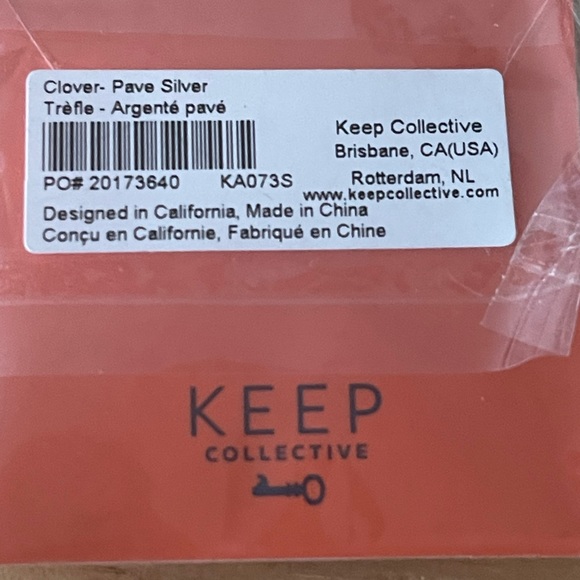 Clover- Pave Silver
Trèfle - Argenté pavé
Keep Collective
Brisbane, CA(USA)
PO# 20173640 KA073S Rotterdam, NL
www.keepcollective.com
Designed in California, Made in China
Conçu en Californie, Fabriqué en Chine
KEEP
COLLECTIVE